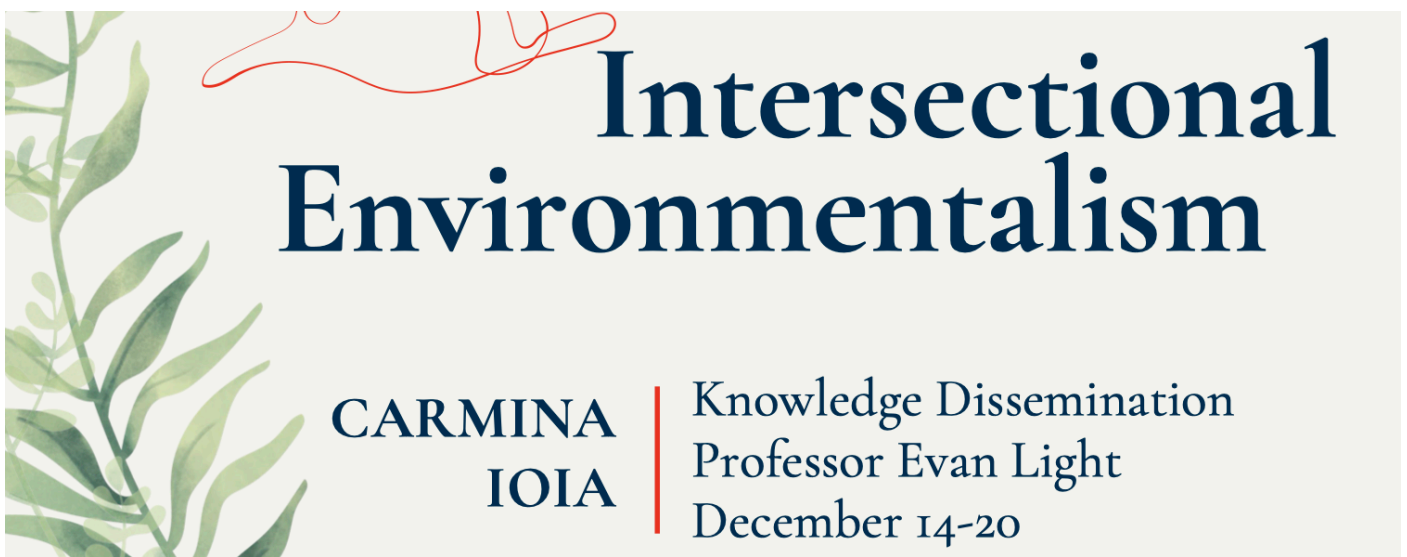 Intersectional
Environmentalism
CARMINA
IOIA
Knowledge Dissemination
Professor Evan Light
December 14-20